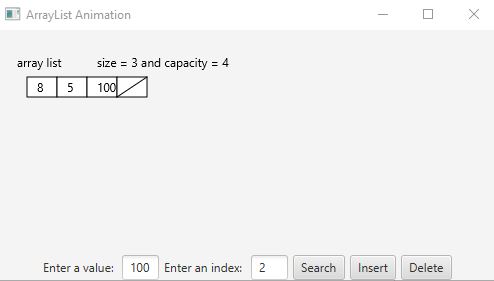 ArrayList Animation
array list size = 3 and capacity = 4
8 5 100
Enter a value: 100 Enter an index: 2 Search Insert Delete